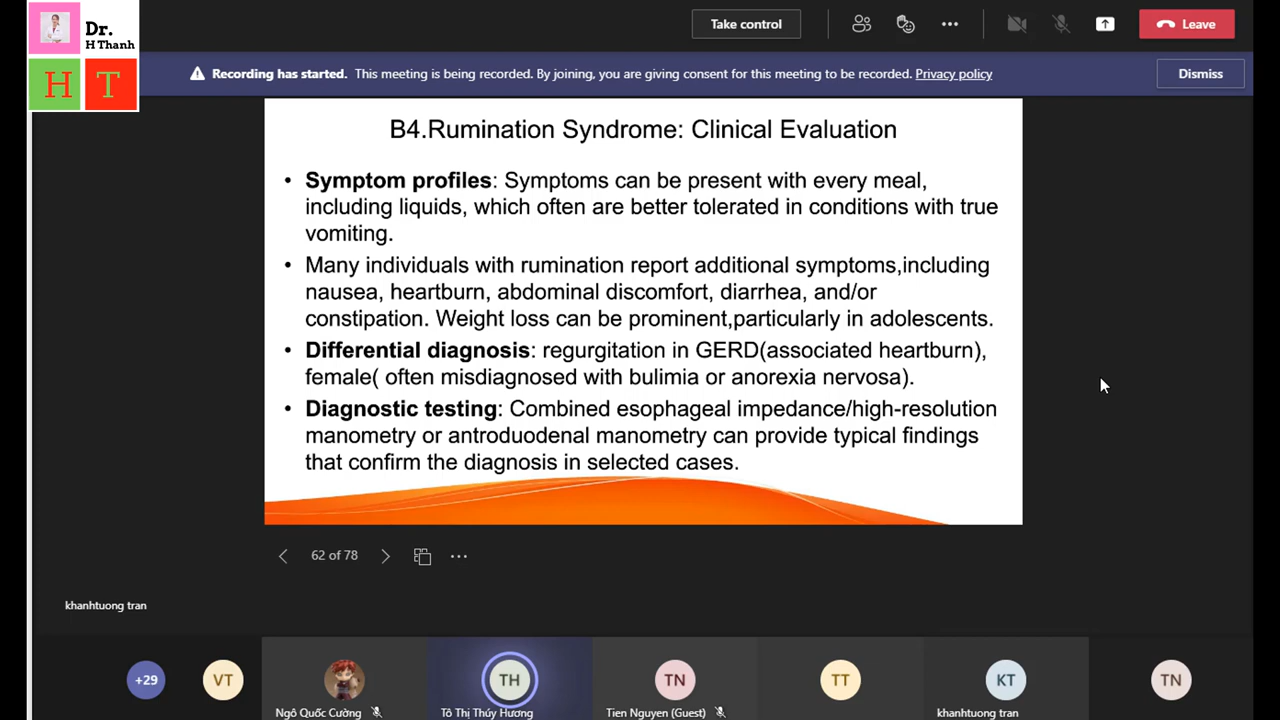 Dr.
H Thanh
H T
Take control
Leave
Recording has started. This meeting is being recorded. By joining, you are giving consent for this meeting to be recorded. Privacy policy
Dismiss
B4.Rumination Syndrome: Clinical Evaluation
• Symptom profiles: Symptoms can be present with every meal,
including liquids, which often are better tolerated in conditions with true
vomiting.
• Many individuals with rumination report additional symptoms,including
nausea, heartburn, abdominal discomfort, diarrhea, and/or
constipation. Weight loss can be prominent,particularly in adolescents.
• Differential diagnosis: regurgitation in GERD(associated heartburn),
female( often misdiagnosed with bulimia or anorexia nervosa).
• Diagnostic testing: Combined esophageal impedance/high-resolution
manometry or antroduodenal manometry can provide typical findings
that confirm the diagnosis in selected cases.
62 of 78
khanhtuong tran
+29
VT
TH
TN
TT
KT
TN
Ngô Quốc Cường
Tô Thị Thúy Hương
Tien Nguyen (Guest)
khanhtuong tran